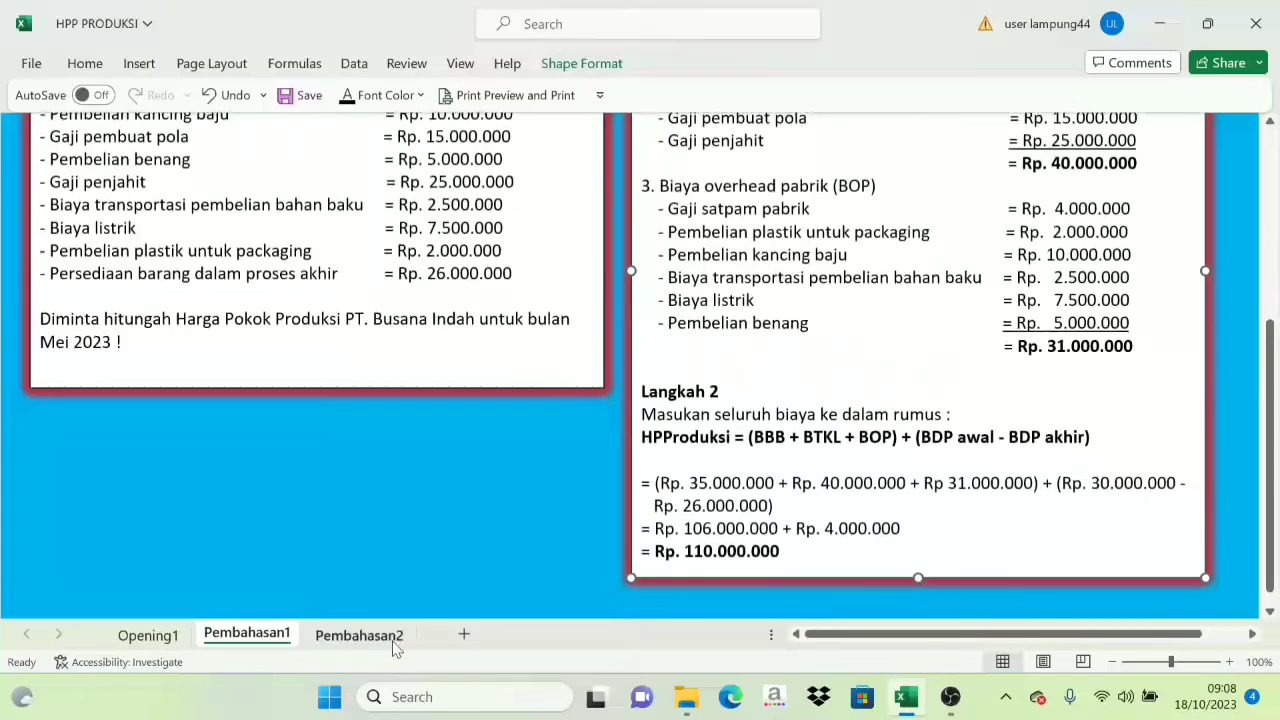 HPP PRODUKSI
Search
user lampung44
UL
File
Home
Insert
Page Layout
Formulas
Data
Review
View
Help
Shape Format
Comments
Share
AutoSave
Off
Redo
Undo
Save
Font Color
Print Preview and Print
- Pembelian kancing baju = Rp. 10.000.000
- Gaji pembuat pola = Rp. 15.000.000
- Pembelian benang = Rp. 5.000.000
- Gaji penjahit = Rp. 25.000.000
- Biaya transportasi pembelian bahan baku = Rp. 2.500.000
- Biaya listrik = Rp. 7.500.000
- Pembelian plastik untuk packaging = Rp. 2.000.000
- Persediaan barang dalam proses akhir = Rp. 26.000.000
Diminta hitungah Harga Pokok Produksi PT. Busana Indah untuk bulan
Mei 2023 !
- Gaji pembuat pola = Rp. 15.000.000
- Gaji penjahit = Rp. 25.000.000
= Rp. 40.000.000
3. Biaya overhead pabrik (BOP)
- Gaji satpam pabrik = Rp. 4.000.000
- Pembelian plastik untuk packaging = Rp. 2.000.000
- Pembelian kancing baju = Rp. 10.000.000
- Biaya transportasi pembelian bahan baku = Rp. 2.500.000
- Biaya listrik = Rp. 7.500.000
- Pembelian benang = Rp. 5.000.000
= Rp. 31.000.000
Langkah 2
Masukan seluruh biaya ke dalam rumus :
HPProduksi = (BBB + BTKL + BOP) + (BDP awal - BDP akhir)
= (Rp. 35.000.000 + Rp. 40.000.000 + Rp 31.000.000) + (Rp. 30.000.000 -
Rp. 26.000.000)
= Rp. 106.000.000 + Rp. 4.000.000
= Rp. 110.000.000
Opening1
Pembahasan1
Pembahasan2
Ready
Accessibility: Investigate
100%
Search
09:08
18/10/2023
4